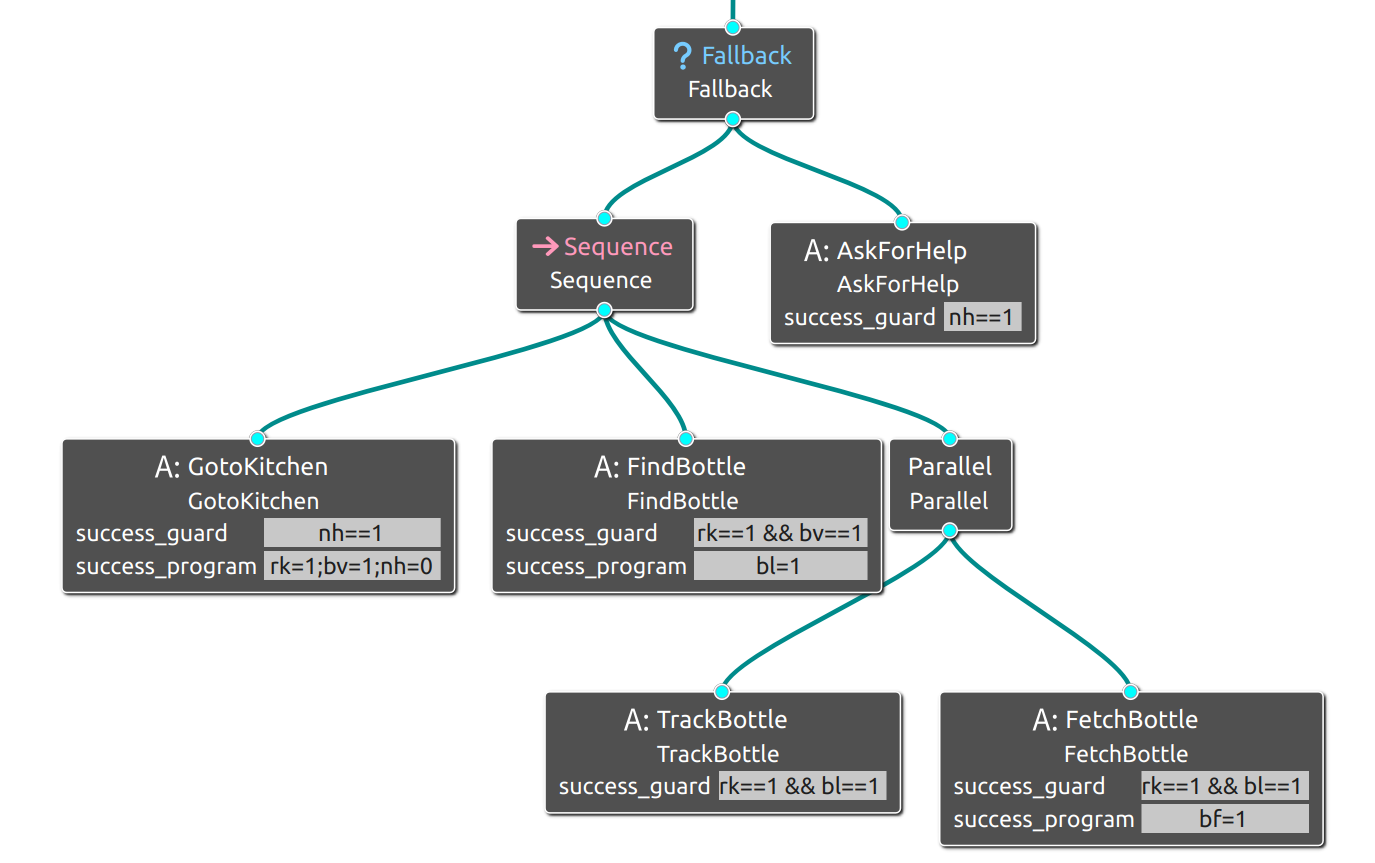 ? Fallback
Fallback
Sequence
Sequence
A: AskForHelp
AskForHelp
success_guard nh==1
A: GotoKitchen
GotoKitchen
success_guard nh==1
success_program rk=1;bv=1;nh=0
A: FindBottle
FindBottle
success_guard rk==1 && bv==1
success_program bl=1
Parallel
Parallel
A: TrackBottle
TrackBottle
success_guard rk==1 && bl==1
A: FetchBottle
FetchBottle
success_guard rk==1 && bl==1
success_program bf=1